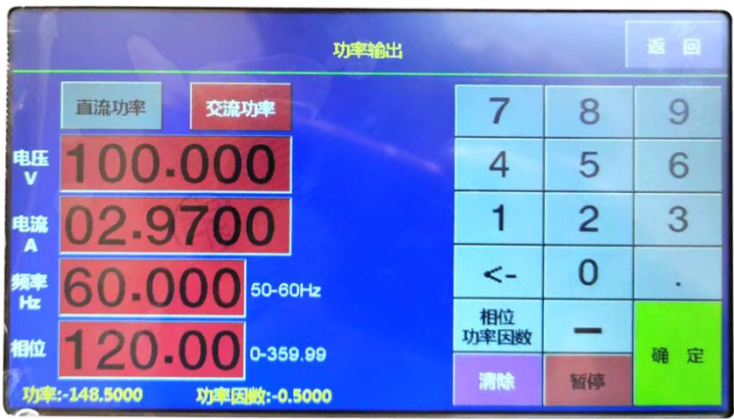 功率输出
返 回
直流功率
交流功率
电压
V
100.000
电流
A
02.9700
频率
Hz
60.000
50-60Hz
相位
120.00
0-359.99
功率:-148.5000 功率因数:-0.5000
7 8 9
4 5 6
1 2 3
<- 0 .
相位
功率因数
—
确 定
清除
暂停